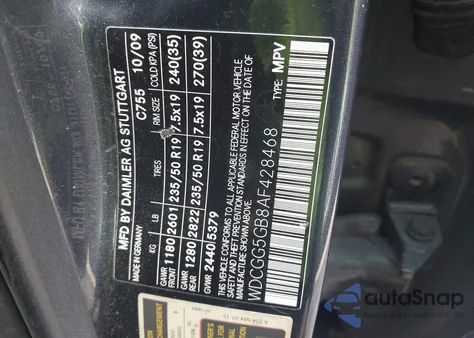 MFD BY DAIMLER AG STUTTGART
C755 10/09
KG LB TIRES RIM SIZE COLD KPA (PSI)
GAWR FRONT 1180 2601 235/50 R19 7.5x19 240(35)
GAWR REAR 1280 2822 235/50 R19 7.5x19 270(39)
GVWR 2440 5379
THIS VEHICLE CONFORMS TO ALL APPLICABLE FEDERAL MOTOR VEHICLE
SAFETY AND THEFT PREVENTION STANDARDS IN EFFECT ON THE DATE OF
MANUFACTURE SHOWN ABOVE.
WDCGG5GB8AF428468
TYPE: MPV
autoSnap